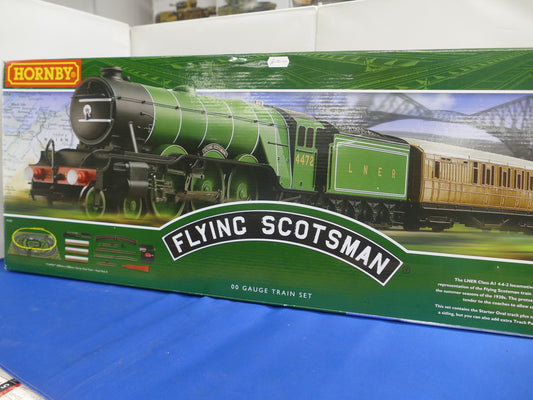 HORNBY
4472
L N E R
FLYING SCOTSMAN
00 GAUGE TRAIN SET
The LNER Class A1 4-6-2 locomotive
representation of the Flying Scotsman train
the summer seasons of the 1930s. The
tender to the coaches to allow
This set contains the Starter Oval track plus
a siding, but you can also add extra Track